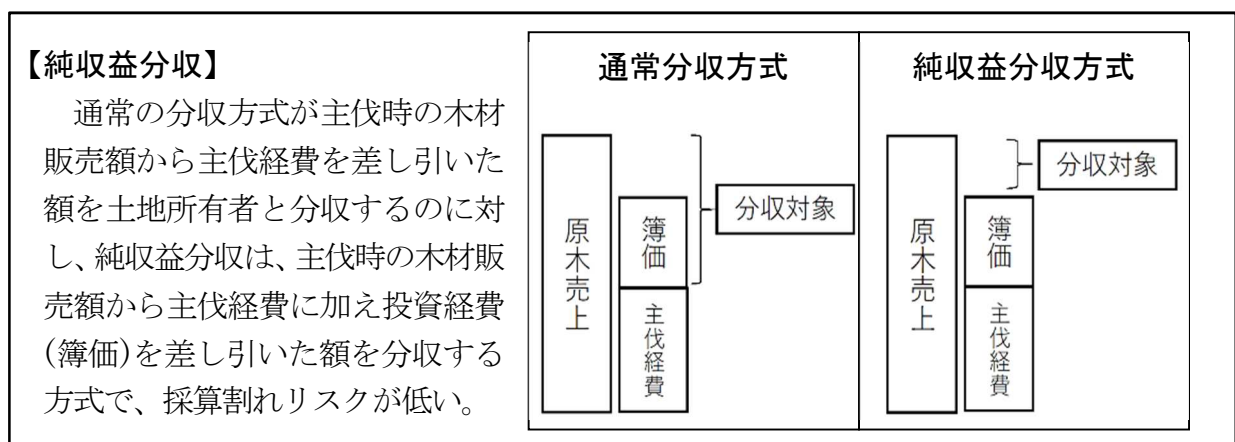 【純収益分収】
通常の分収方式が主伐時の木材
販売額から主伐経費を差し引いた
額を土地所有者と分収するのに対
し、純収益分収は、主伐時の木材販
売額から主伐経費に加え投資経費
(簿価)を差し引いた額を分収する
方式で、採算割れリスクが低い。
通常分収方式
原木売上
簿価
主伐経費
分収対象
純収益分収方式
原木売上
簿価
主伐経費
分収対象